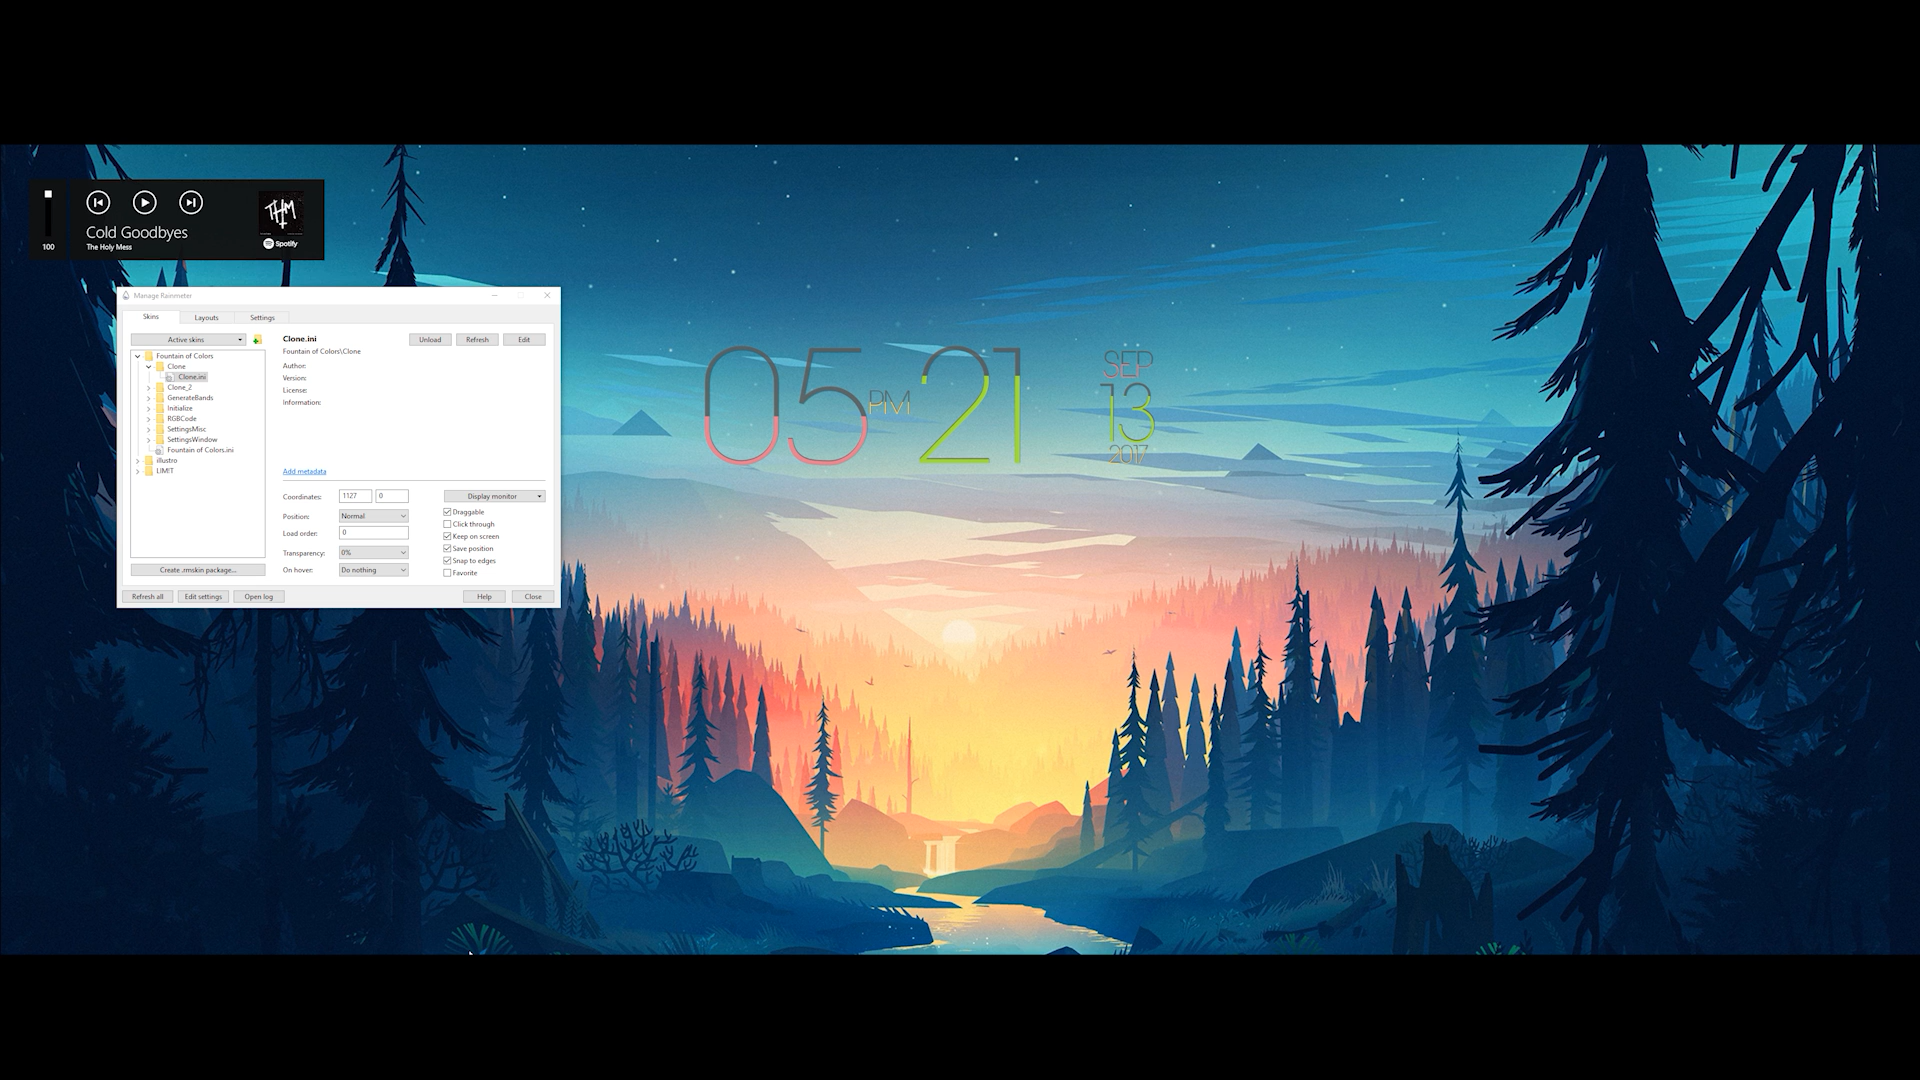 100
Cold Goodbyes
The Holy Mess
THM
Spotify
Manage Rainmeter
Skins
Layouts
Settings
Active skins
Fountain of Colors
Clone
Clone.ini
Clone_2
GenerateBands
Initialize
RGBCode
SettingsMisc
SettingsWindow
Fountain of Colors.ini
illustro
LIM!T
Create .rmskin package...
Clone.ini
Unload
Refresh
Edit
Fountain of Colors\Clone
Author:
Version:
License:
Information:
Add metadata
Coordinates: 1127 0
Position: Normal
Load order: 0
Transparency: 0%
On hover: Do nothing
Display monitor
Draggable
Click through
Keep on screen
Save position
Snap to edges
Favorite
Refresh all
Edit settings
Open log
Help
Close
05 PM 21
SEP
13
2017